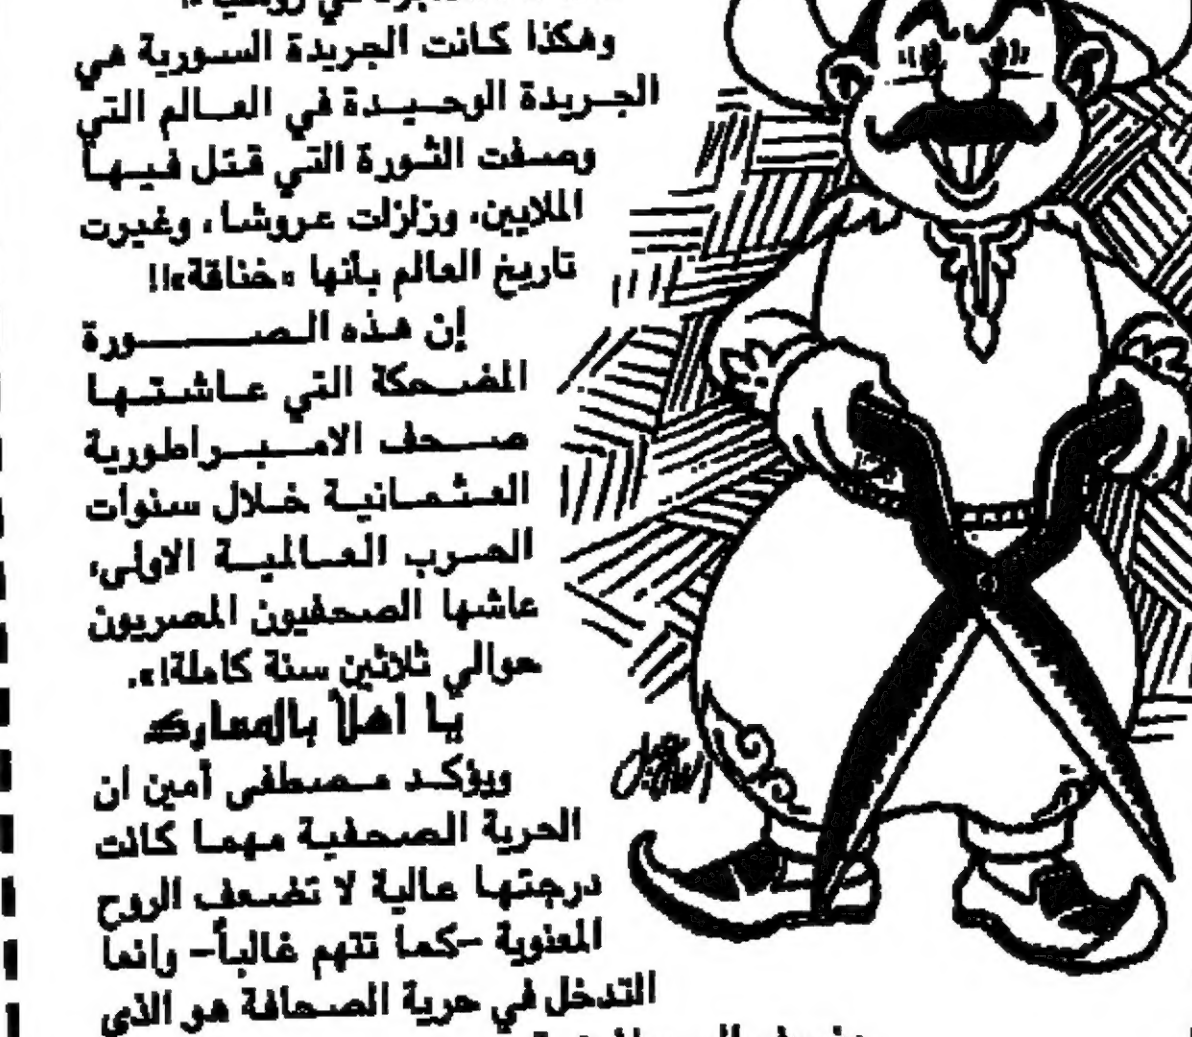 في
وهكذا كانت الجريدة السورية هي
الجريدة الوحيدة في العالم التي
وصفت الثورة التي قتل فيها
الملايين، وزلزلت عروشا، وغيرت
تاريخ العالم بأنها «خناقة»!!
إن هذه الصورة
المضحكة التي عاشتها
صحف الامبراطورية
العثمانية خلال سنوات
الحرب العالمية الاولى،
عاشها الصحفيون المصريون
حوالي ثلاثين سنة كاملة!».
يا اهلاً بالمعارك
ويؤكد مصطفى أمين ان
الحرية الصحفية مهما كانت
درجتها عالية لا تضعف الروح
المعنوية -كما تتهم غالباً- وانما
التدخل في حرية الصحافة هو الذي